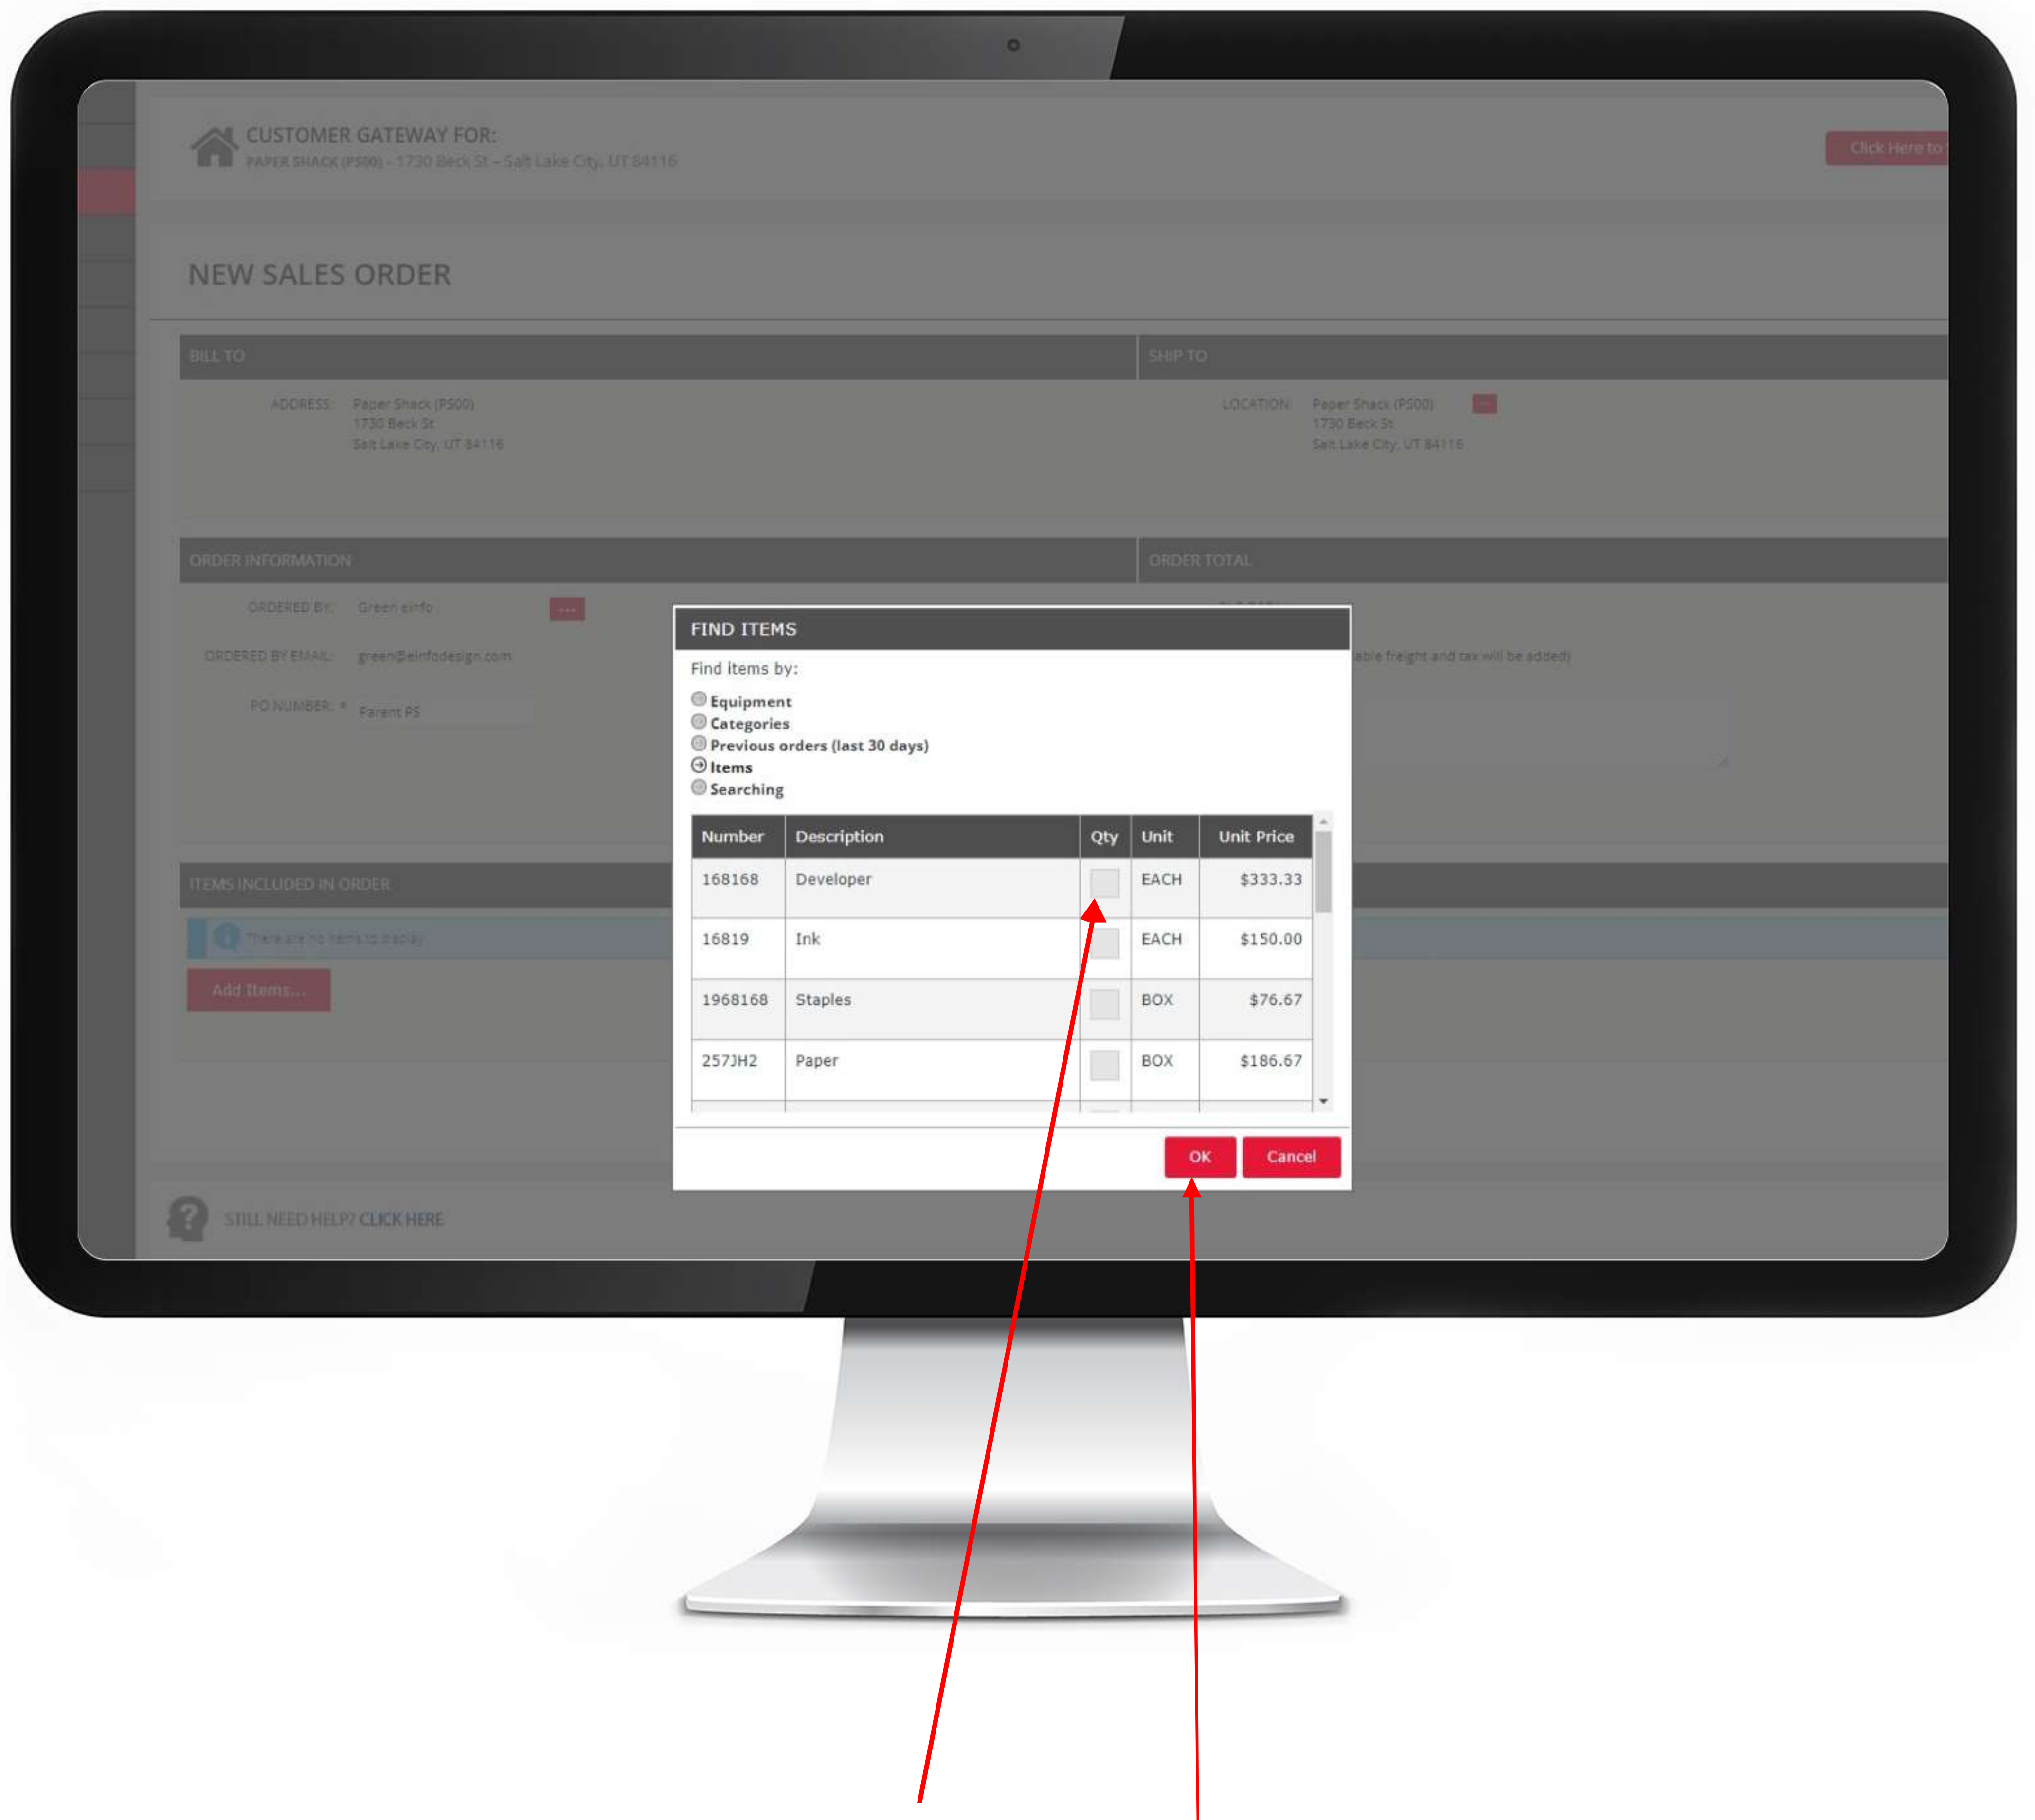 CUSTOMER GATEWAY FOR:
PAPER SHACK (PS00) - 1730 Beck St – Salt Lake City, UT 84116
Click Here to
NEW SALES ORDER
BILL TO
SHIP TO
ADDRESS: Paper Shack (PS00)
1730 Beck St
Salt Lake City, UT 84116
LOCATION: Paper Shack (PS00) ...
1730 Beck St
Salt Lake City, UT 84116
ORDER INFORMATION
ORDER TOTAL
ORDERED BY: Green einfo ...
ORDERED BY EMAIL: green@einfodesign.com
able freight and tax will be added)
PO NUMBER: * Parent PS
FIND ITEMS
Find items by:
Equipment
Categories
Previous orders (last 30 days)
Items
Searching
Number Description Qty Unit Unit Price
168168 Developer EACH $333.33
16819 Ink EACH $150.00
1968168 Staples BOX $76.67
257JH2 Paper BOX $186.67
OK Cancel
ITEMS INCLUDED IN ORDER
There are no items to display
Add Items...
STILL NEED HELP? CLICK HERE